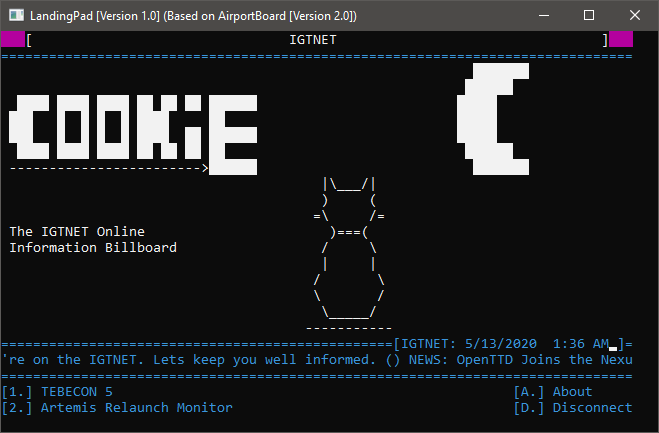 LandingPad [Version 1.0] (Based on AirportBoard [Version 2.0])
[ IGTNET ]
COOKiE
The IGTNET Online
Information Billboard
[IGTNET: 5/13/2020 1:36 AM ]=
're on the IGTNET. Lets keep you well informed. () NEWS: OpenTTD Joins the Nexu
[1.] TEBECON 5 [A.] About
[2.] Artemis Relaunch Monitor [D.] Disconnect